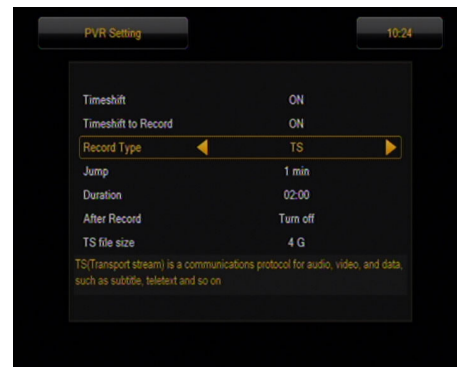 PVR Setting 10:24
Timeshift ON
Timeshift to Record ON
Record Type TS
Jump 1 min
Duration 02:00
After Record Turn off
TS file size 4 G
TS(Transport stream) is a communications protocol for audio, video, and data,
such as subtitle, teletext and so on